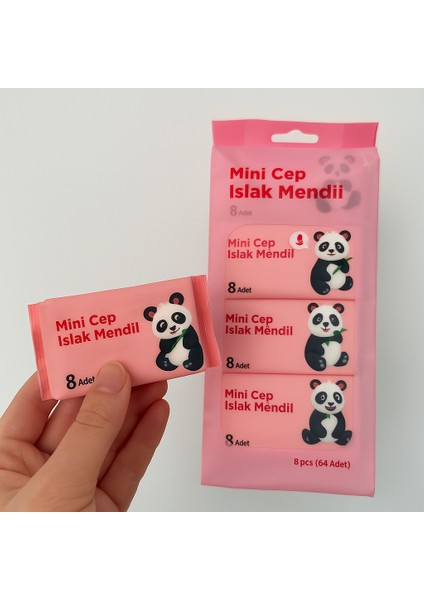 Mini Cep
Islak Mendii
8 Adet
Mini Cep
Islak Mendil
8 Adet
Mini Cep
Islak Mendil
8 Adet
Mini Cep
Islak Mendil
8 Adet
8 pcs (64 Adet)
Mini Cep
Islak Mendil
8 Adet